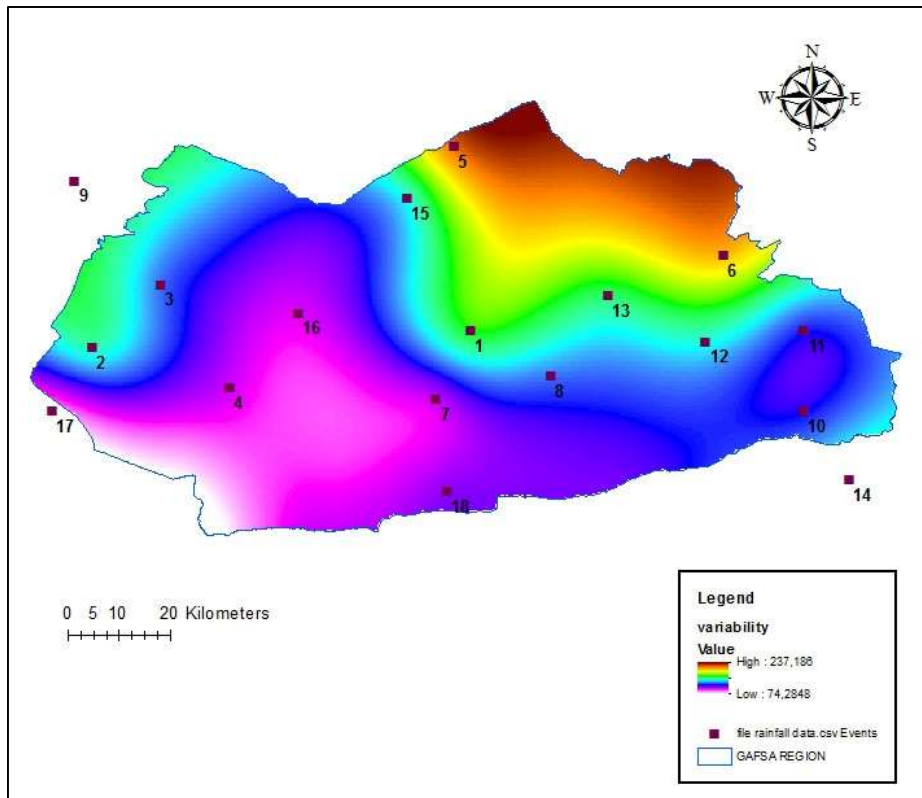 N
W E
S
5
9
15
6
3
13
16
1
11
12
2
8
4
7
17
10
14
18
0 5 10 20 Kilometers
Legend
variability
Value
High : 237,186
Low : 74,2848
file rainfall data.csv Events
GAFSA REGION